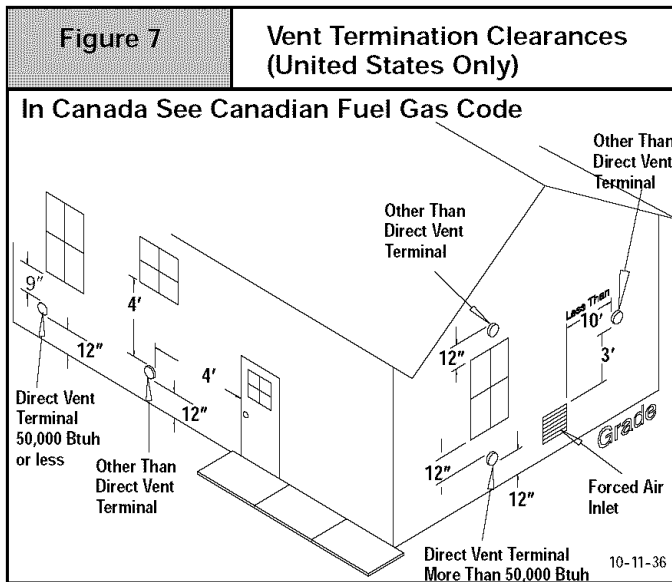 Figure 7
Vent Termination Clearances
(United States Only)
In Canada See Canadian Fuel Gas Code
Other Than
Direct Vent
Terminal
Other Than
Direct Vent
Terminal
9"
4'
12"
Less Than
10'
3'
12"
4'
12"
Direct Vent
Terminal
50,000 Btuh
or less
Other Than
Direct Vent
Terminal
12"
12"
Grade
Forced Air
Inlet
Direct Vent Terminal
More Than 50,000 Btuh
10-11-36